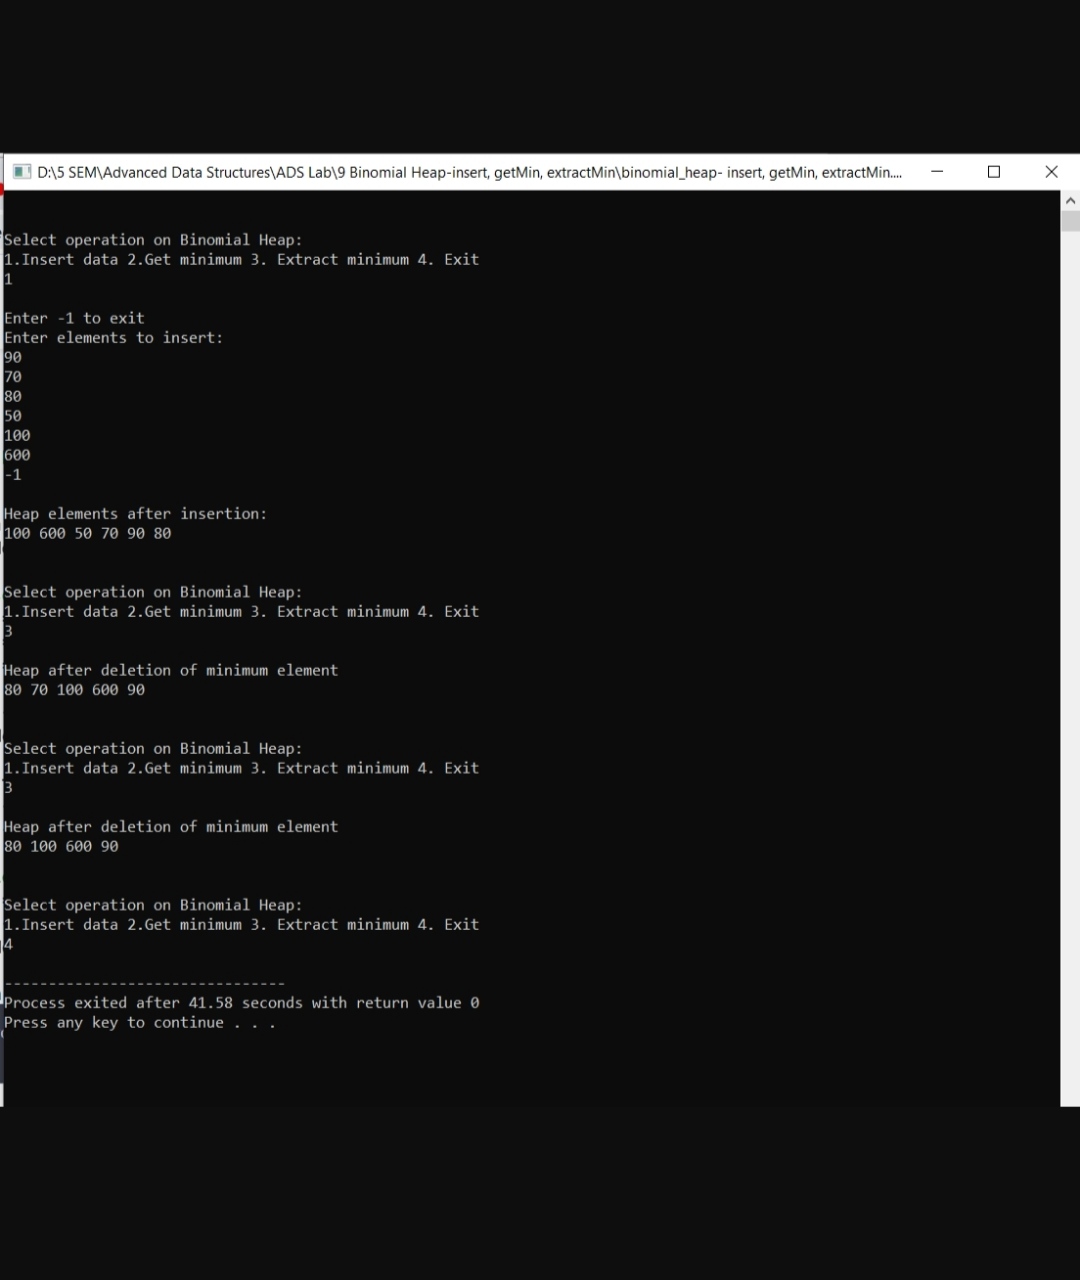 D:\5 SEM\Advanced Data Structures\ADS Lab\9 Binomial Heap-insert, getMin, extractMin\binomial_heap- insert, getMin, extractMin....
Select operation on Binomial Heap:
1.Insert data 2.Get minimum 3. Extract minimum 4. Exit
1
Enter -1 to exit
Enter elements to insert:
90
70
80
50
100
600
-1
Heap elements after insertion:
100 600 50 70 90 80
Select operation on Binomial Heap:
1.Insert data 2.Get minimum 3. Extract minimum 4. Exit
3
Heap after deletion of minimum element
80 70 100 600 90
Select operation on Binomial Heap:
1.Insert data 2.Get minimum 3. Extract minimum 4. Exit
3
Heap after deletion of minimum element
80 100 600 90
Select operation on Binomial Heap:
1.Insert data 2.Get minimum 3. Extract minimum 4. Exit
4
--------------------------------
Process exited after 41.58 seconds with return value 0
Press any key to continue . . .